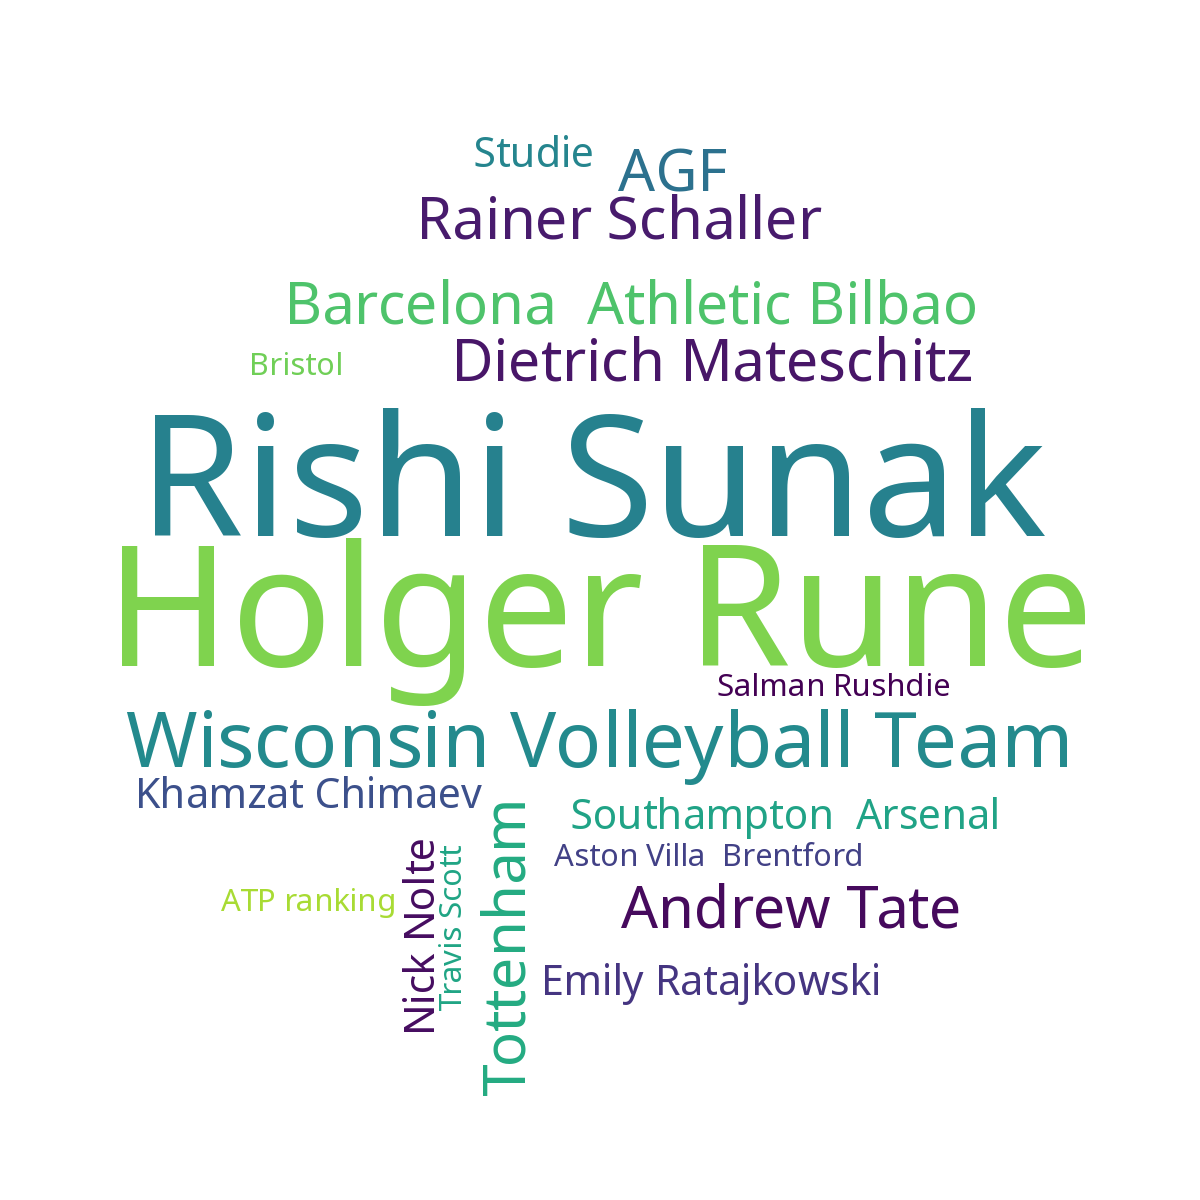 Studie
AGF
Rainer Schaller
Barcelona  Athletic Bilbao
Dietrich Mateschitz
Bristol
Rishi Sunak
Holger Rune
Salman Rushdie
Wisconsin Volleyball Team
Khamzat Chimaev
Southampton  Arsenal
Aston Villa  Brentford
ATP ranking
Nick Nolte
Travis Scott
Tottenham
Andrew Tate
Emily Ratajkowski